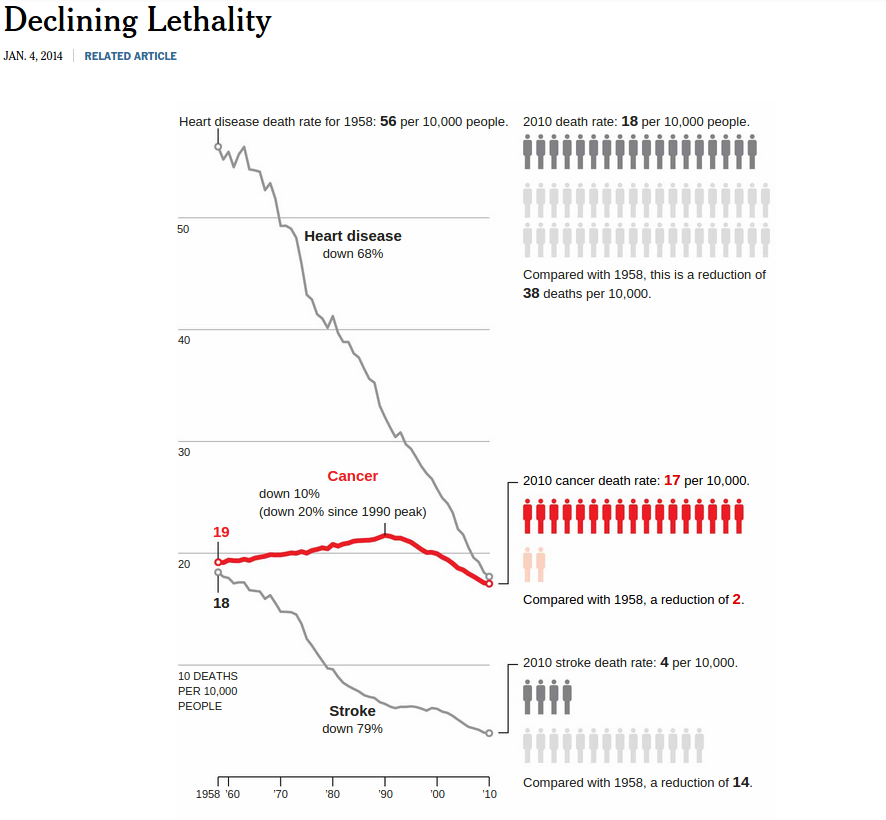 Declining Lethality
JAN. 4, 2014
RELATED ARTICLE
Heart disease death rate for 1958: 56 per 10,000 people.
2010 death rate: 18 per 10,000 people.
50
Heart disease
down 68%
Compared with 1958, this is a reduction of
38 deaths per 10,000.
40
30
Cancer
down 10%
(down 20% since 1990 peak)
2010 cancer death rate: 17 per 10,000.
19
20
18
Compared with 1958, a reduction of 2.
10 DEATHS
PER 10,000
PEOPLE
2010 stroke death rate: 4 per 10,000.
Stroke
down 79%
Compared with 1958, a reduction of 14.
1958 '60 '70 '80 '90 '00 '10